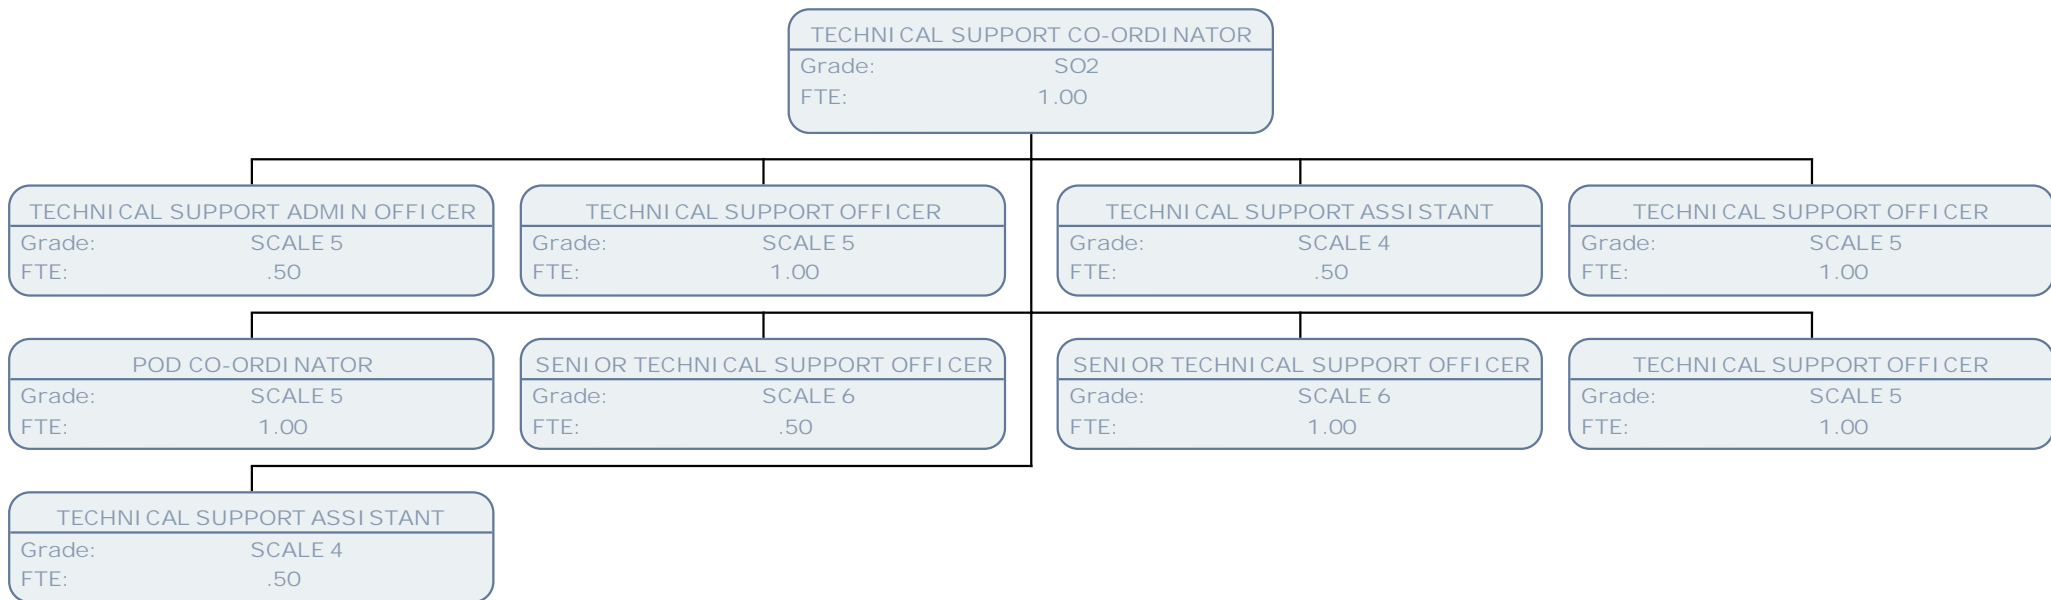 TECHNICAL SUPPORT CO-ORDINATOR
Grade: SO2
FTE: 1.00
TECHNICAL SUPPORT ADMIN OFFICER
Grade: SCALE 5
FTE: .50
TECHNICAL SUPPORT OFFICER
Grade: SCALE 5
FTE: 1.00
TECHNICAL SUPPORT ASSISTANT
Grade: SCALE 4
FTE: .50
TECHNICAL SUPPORT OFFICER
Grade: SCALE 5
FTE: 1.00
POD CO-ORDINATOR
Grade: SCALE 5
FTE: 1.00
SENIOR TECHNICAL SUPPORT OFFICER
Grade: SCALE 6
FTE: .50
SENIOR TECHNICAL SUPPORT OFFICER
Grade: SCALE 6
FTE: 1.00
TECHNICAL SUPPORT OFFICER
Grade: SCALE 5
FTE: 1.00
TECHNICAL SUPPORT ASSISTANT
Grade: SCALE 4
FTE: .50